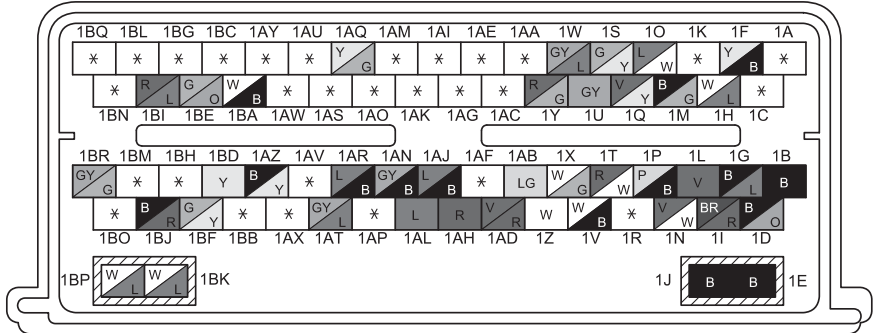 1BQ 1BL 1BG 1BC 1AY 1AU 1AQ 1AM 1AI 1AE 1AA 1W 1S 1O 1K 1F 1A
* * * * * * Y G * * * * GY L G Y L W * Y B *
* R L G O W B * * * * * * R G GY V Y B G W L *
1BN 1BI 1BE 1BA 1AW 1AS 1AO 1AK 1AG 1AC 1Y 1U 1Q 1M 1H 1C
1BR 1BM 1BH 1BD 1AZ 1AV 1AR 1AN 1AJ 1AF 1AB 1X 1T 1P 1L 1G 1B
GY G * * Y B Y * L B GY B L B * LG W G R W P B V B L B
* B R G Y * * GY L * L R V R W W B * V W BR R B O
1BO 1BJ 1BF 1BB 1AX 1AT 1AP 1AL 1AH 1AD 1Z 1V 1R 1N 1I 1D
1BP W L W L 1BK 1J B B 1E